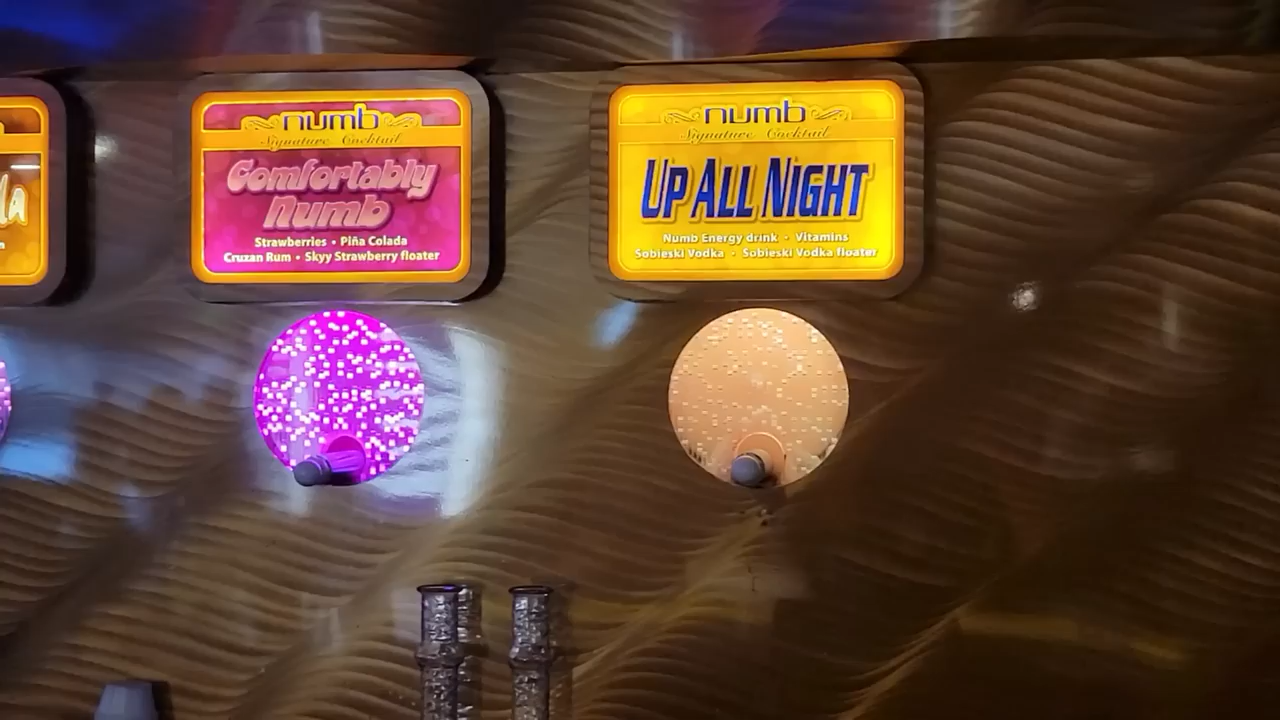 numb
Signature Cocktail
Comfortably
Numb
Strawberries • Piña Colada
Cruzan Rum • Skyy Strawberry floater
numb
Signature Cocktail
UP ALL NIGHT
Numb Energy drink • Vitamins
Sobieski Vodka • Sobieski Vodka floater